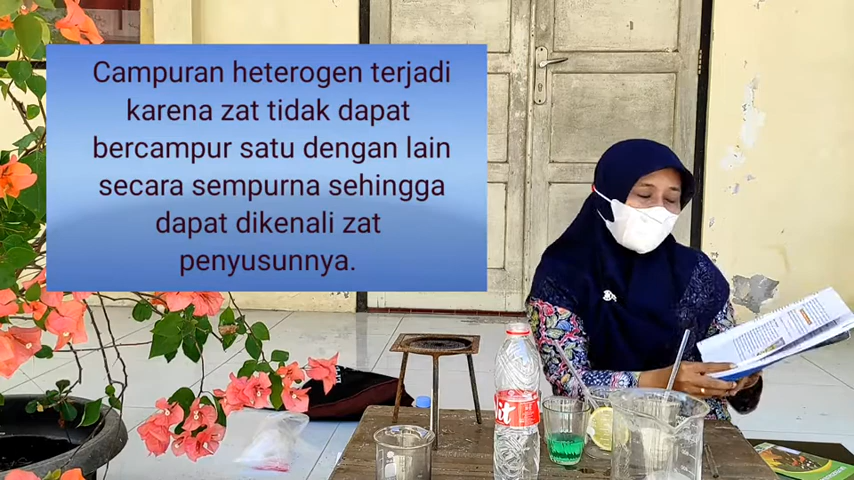 Campuran heterogen terjadi
karena zat tidak dapat
bercampur satu dengan lain
secara sempurna sehingga
dapat dikenali zat
penyusunnya.